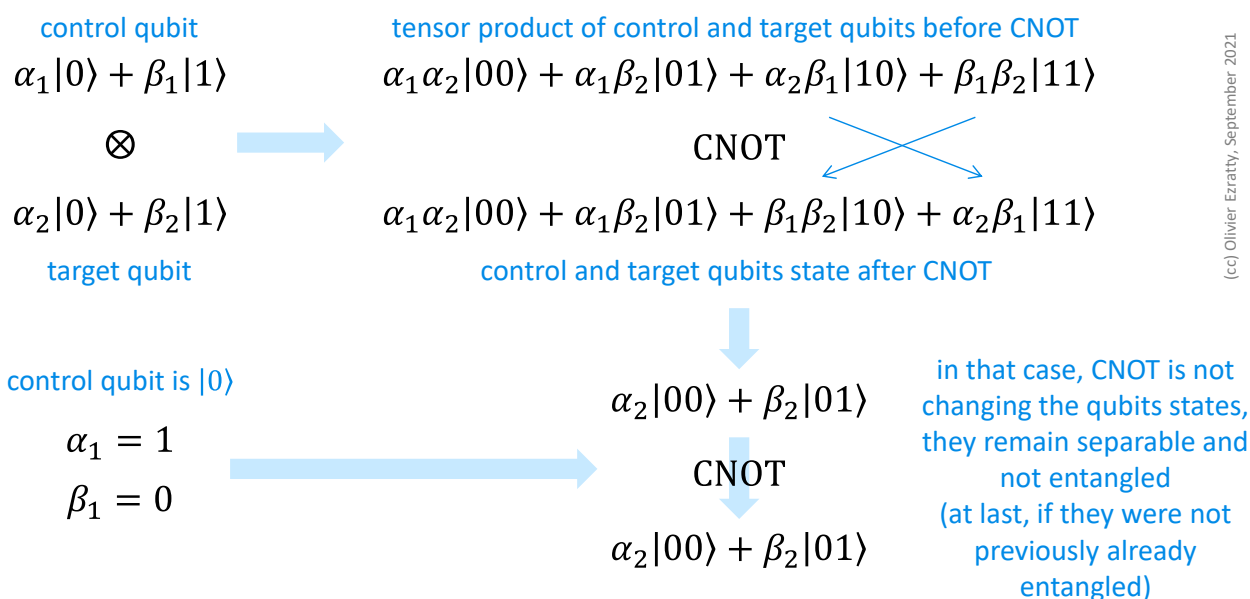 control qubit
α₁|0⟩ + β₁|1⟩
⊗
α₂|0⟩ + β₂|1⟩
target qubit
tensor product of control and target qubits before CNOT
α₁α₂|00⟩ + α₁β₂|01⟩ + α₂β₁|10⟩ + β₁β₂|11⟩
CNOT
α₁α₂|00⟩ + α₁β₂|01⟩ + β₁β₂|10⟩ + α₂β₁|11⟩
control and target qubits state after CNOT
(cc) Olivier Ezratty, September 2021
control qubit is |0⟩
α₁ = 1
β₁ = 0
α₂|00⟩ + β₂|01⟩
CNOT
α₂|00⟩ + β₂|01⟩
in that case, CNOT is not
changing the qubits states,
they remain separable and
not entangled
(at last, if they were not
previously already
entangled)